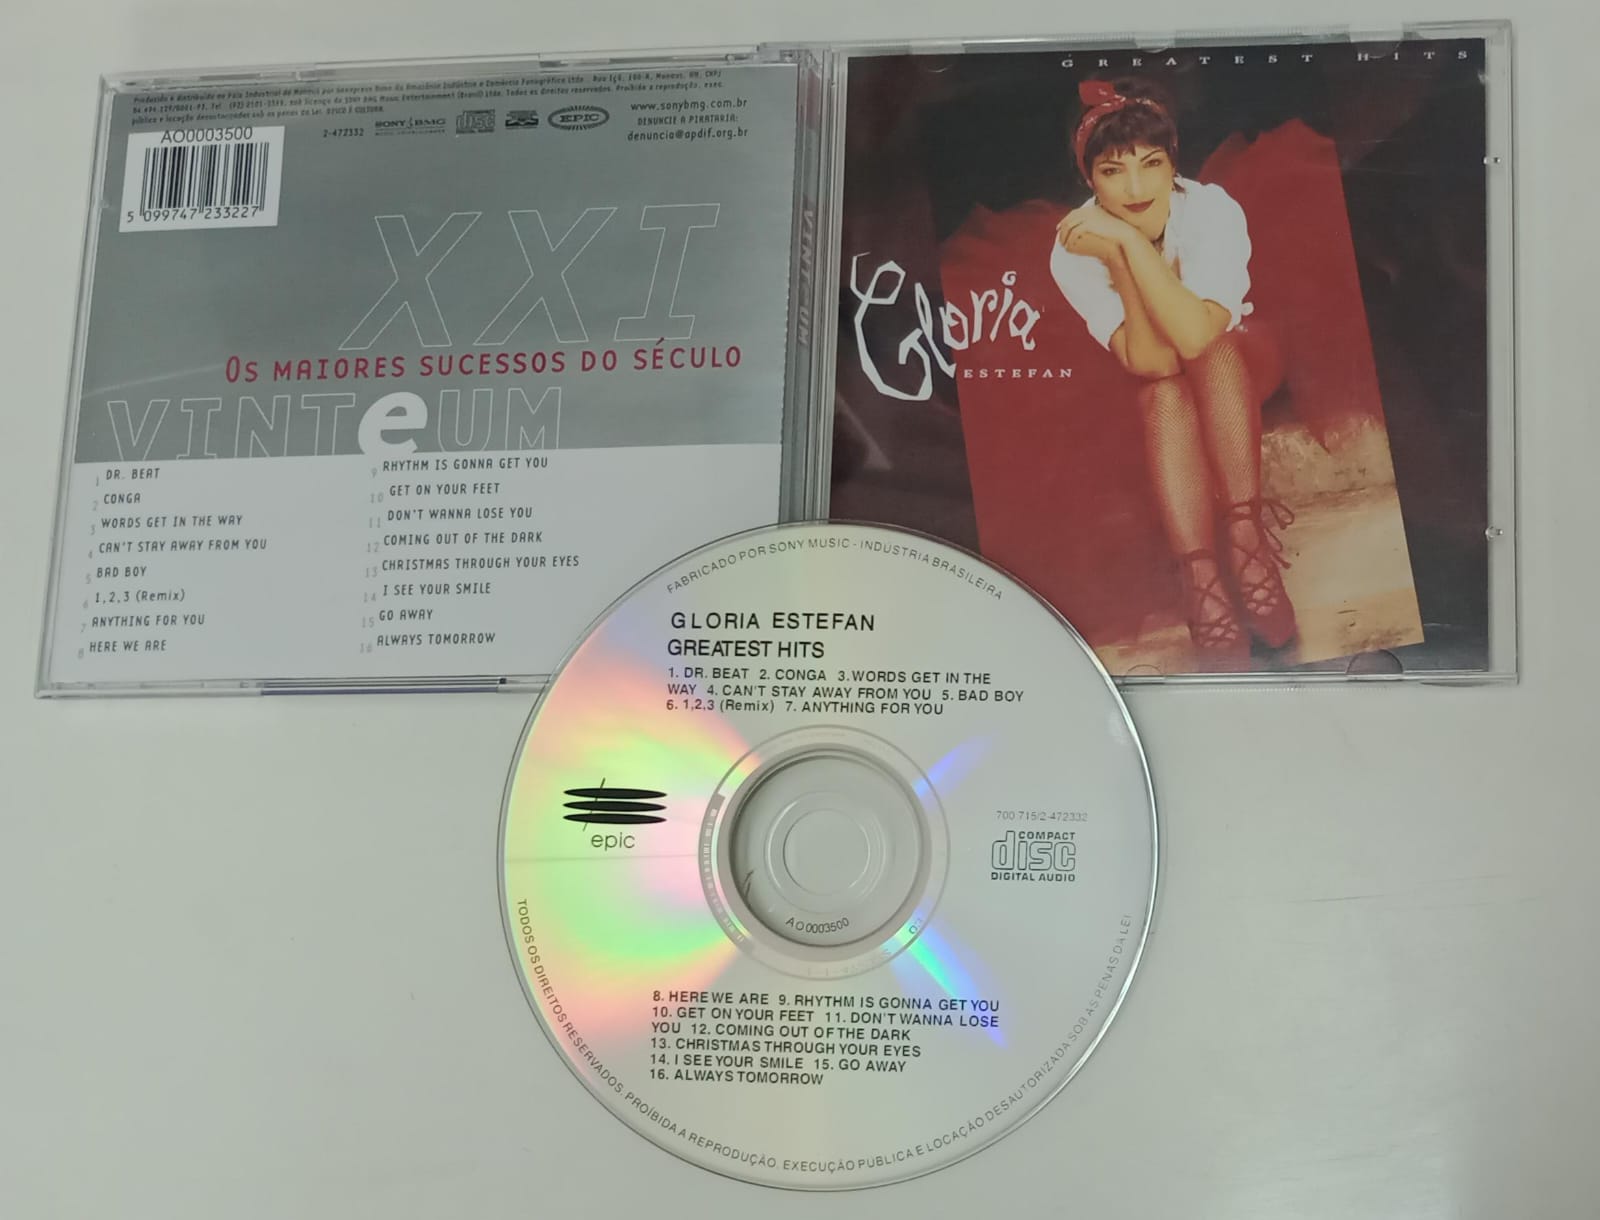 www.sonybmg.com.br
DENUNCIE A PIRATARIA:
denuncia@apdif.org.br
2-472332
SONY BMG
disc
EPIC
AO0003500
5 099747 233227
XXI
OS MAIORES SUCESSOS DO SÉCULO
VINTeUM
1 DR. BEAT
2 CONGA
3 WORDS GET IN THE WAY
4 CAN'T STAY AWAY FROM YOU
5 BAD BOY
6 1,2,3 (Remix)
7 ANYTHING FOR YOU
8 HERE WE ARE
9 RHYTHM IS GONNA GET YOU
10 GET ON YOUR FEET
11 DON'T WANNA LOSE YOU
12 COMING OUT OF THE DARK
13 CHRISTMAS THROUGH YOUR EYES
14 I SEE YOUR SMILE
15 GO AWAY
16 ALWAYS TOMORROW
VINTeUM
GREATEST HITS
Gloria
ESTEFAN
FABRICADO POR SONY MUSIC - INDÚSTRIA BRASILEIRA
GLORIA ESTEFAN
GREATEST HITS
1. DR. BEAT 2. CONGA 3.WORDS GET IN THE
WAY 4. CAN'T STAY AWAY FROM YOU 5. BAD BOY
6. 1,2,3 (Remix) 7. ANYTHING FOR YOU
epic
700 715/2-472332
COMPACT
disc
DIGITAL AUDIO
AO0003500
8. HERE WE ARE 9. RHYTHM IS GONNA GET YOU
10. GET ON YOUR FEET 11. DON'T WANNA LOSE
YOU 12. COMING OUT OF THE DARK
13. CHRISTMAS THROUGH YOUR EYES
14. I SEE YOUR SMILE 15. GO AWAY
16. ALWAYS TOMORROW
TODOS OS DIREITOS RESERVADOS. PROÍBIDA A REPRODUÇÃO, EXECUÇÃO PUBLICA E LOCAÇÃO DESAUTORIZADA SOB AS PENAS DA LEI